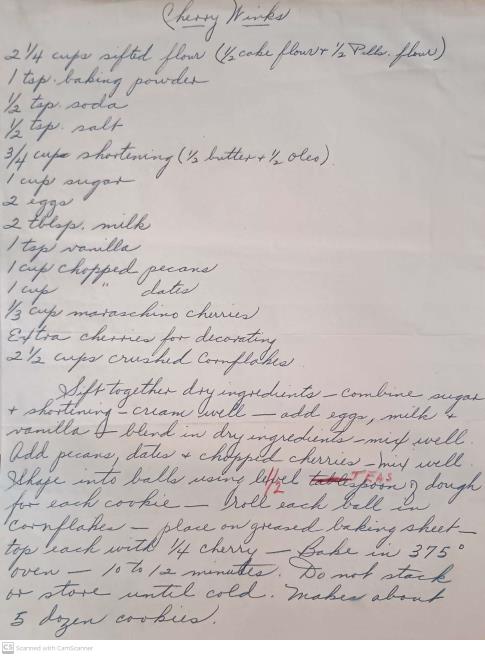 Cherry Winks
2 1/4 cups sifted flour (1/2 cake flour + 1/2 Pills. flour)
1 tsp. baking powder
1/2 tsp. soda
1/2 tsp. salt
3/4 cup shortening (1/2 butter + 1/2 oleo)
1 cup sugar
2 eggs
2 tblsp. milk
1 tsp vanilla
1 cup chopped pecans
1 cup " dates
1/3 cup maraschino cherries
Extra cherries for decorating
2 1/2 cups crushed Cornflakes
Sift together dry ingredients – combine sugar
+ shortening – cream well – add eggs, milk +
vanilla + blend in dry ingredients – mix well.
Add pecans, dates + chopped cherries – mix well.
Shape into balls using level tablespoon TEAS of dough
1/2
for each cookie – roll each ball in
cornflakes – place on greased baking sheet –
top each with 1/4 cherry – Bake in 375°
oven – 10 to 12 minutes. Do not stack
or store until cold. Makes about
5 dozen cookies.
CS Scanned with CamScanner